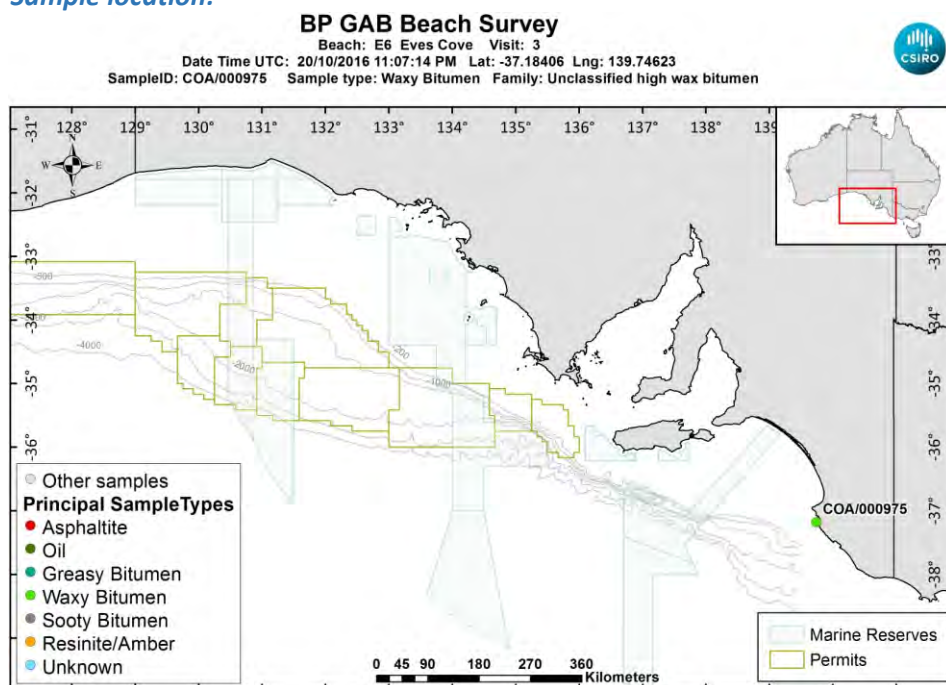 Sample location:
BP GAB Beach Survey
Beach: E6 Eves Cove Visit: 3
Date Time UTC: 20/10/2016 11:07:14 PM Lat: -37.18406 Lng: 139.74623
SampleID: COA/000975 Sample type: Waxy Bitumen Family: Unclassified high wax bitumen
CSIRO
128° 129° 130° 131° 132° 133° 134° 135° 136° 137° 138° 139
-31°
-32°
-33°
-34°
-35°
-36°
-37°
-38°
N
W E
S
-4000
-2000
-200
-1000
-33°
-34°
-35°
-36°
-37°
-38°
COA/000975
Other samples
Principal SampleTypes
Asphaltite
Oil
Greasy Bitumen
Waxy Bitumen
Sooty Bitumen
Resinite/Amber
Unknown
0 45 90 180 270 360
Kilometers
Marine Reserves
Permits